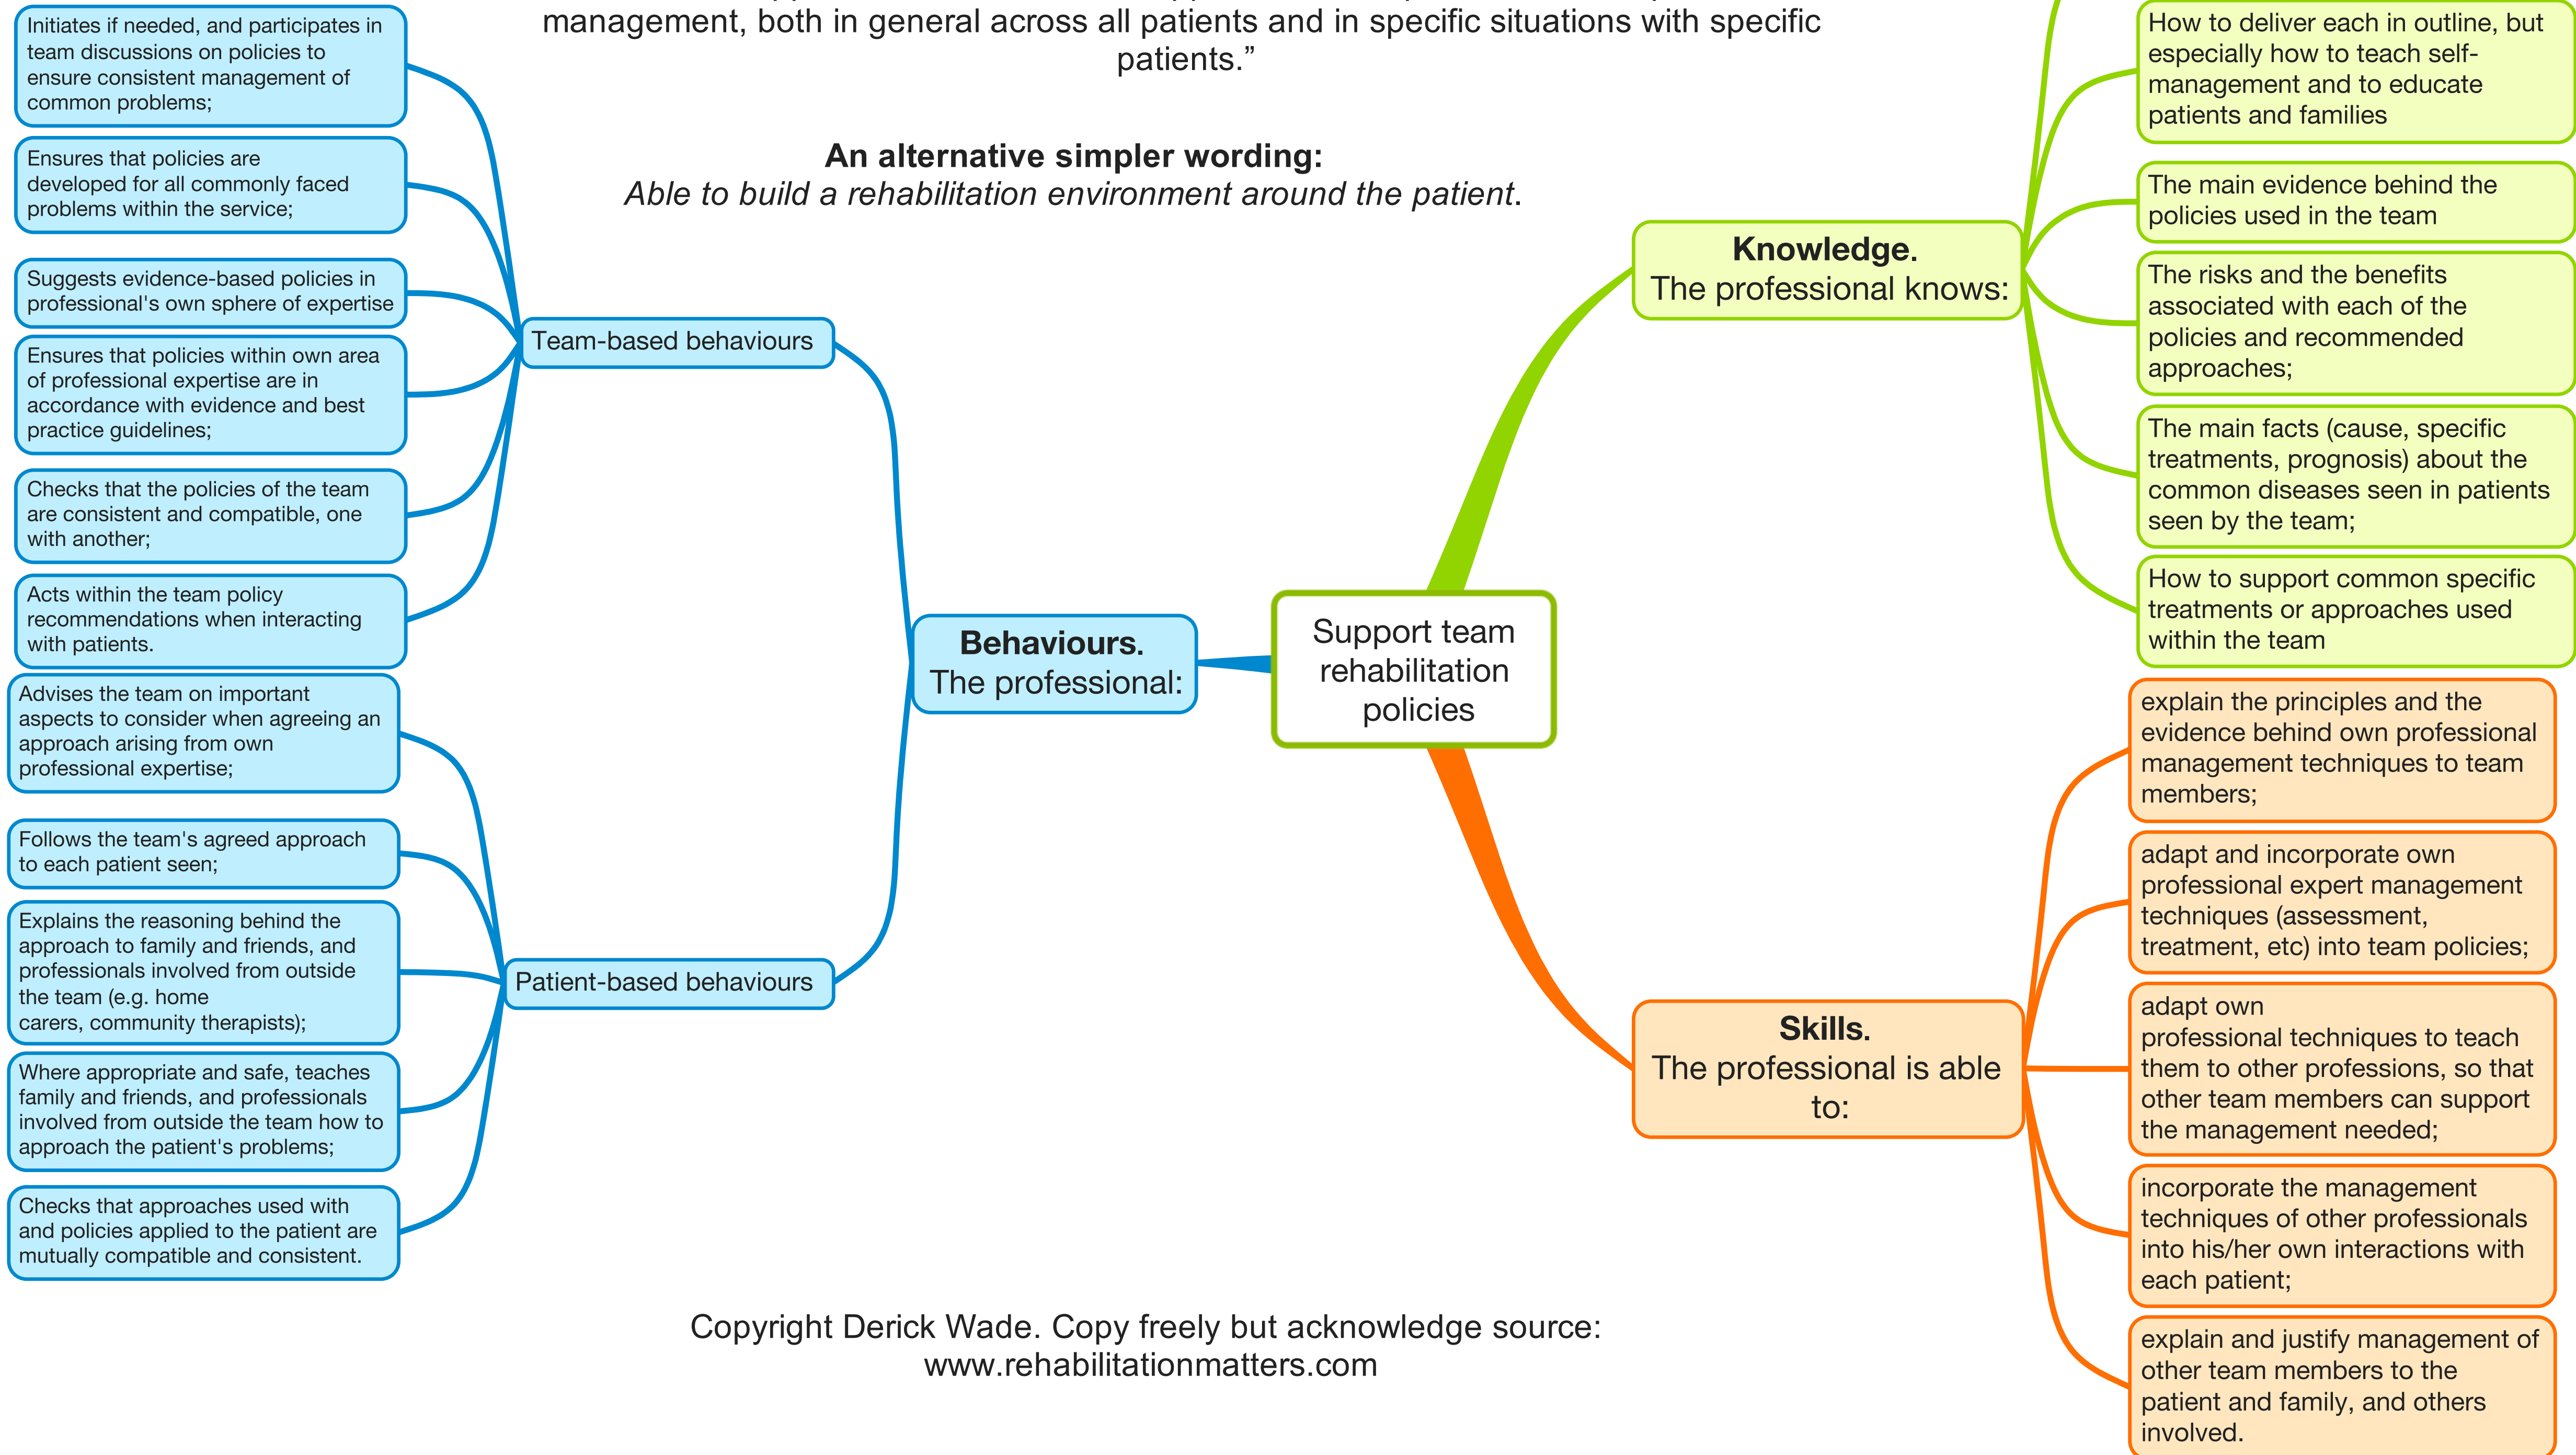 management, both in general across all patients and in specific situations with specific
patients.”
An alternative simpler wording:
Able to build a rehabilitation environment around the patient.
Support team
rehabilitation
policies
Knowledge.
The professional knows:
How to deliver each in outline, but
especially how to teach self-
management and to educate
patients and families
The main evidence behind the
policies used in the team
The risks and the benefits
associated with each of the
policies and recommended
approaches;
The main facts (cause, specific
treatments, prognosis) about the
common diseases seen in patients
seen by the team;
How to support common specific
treatments or approaches used
within the team
Skills.
The professional is able
to:
explain the principles and the
evidence behind own professional
management techniques to team
members;
adapt and incorporate own
professional expert management
techniques (assessment,
treatment, etc) into team policies;
adapt own
professional techniques to teach
them to other professions, so that
other team members can support
the management needed;
incorporate the management
techniques of other professionals
into his/her own interactions with
each patient;
explain and justify management of
other team members to the
patient and family, and others
involved.
Behaviours.
The professional:
Team-based behaviours
Initiates if needed, and participates in
team discussions on policies to
ensure consistent management of
common problems;
Ensures that policies are
developed for all commonly faced
problems within the service;
Suggests evidence-based policies in
professional's own sphere of expertise
Ensures that policies within own area
of professional expertise are in
accordance with evidence and best
practice guidelines;
Checks that the policies of the team
are consistent and compatible, one
with another;
Acts within the team policy
recommendations when interacting
with patients.
Patient-based behaviours
Advises the team on important
aspects to consider when agreeing an
approach arising from own
professional expertise;
Follows the team's agreed approach
to each patient seen;
Explains the reasoning behind the
approach to family and friends, and
professionals involved from outside
the team (e.g. home
carers, community therapists);
Where appropriate and safe, teaches
family and friends, and professionals
involved from outside the team how to
approach the patient's problems;
Checks that approaches used with
and policies applied to the patient are
mutually compatible and consistent.
Copyright Derick Wade. Copy freely but acknowledge source:
www.rehabilitationmatters.com